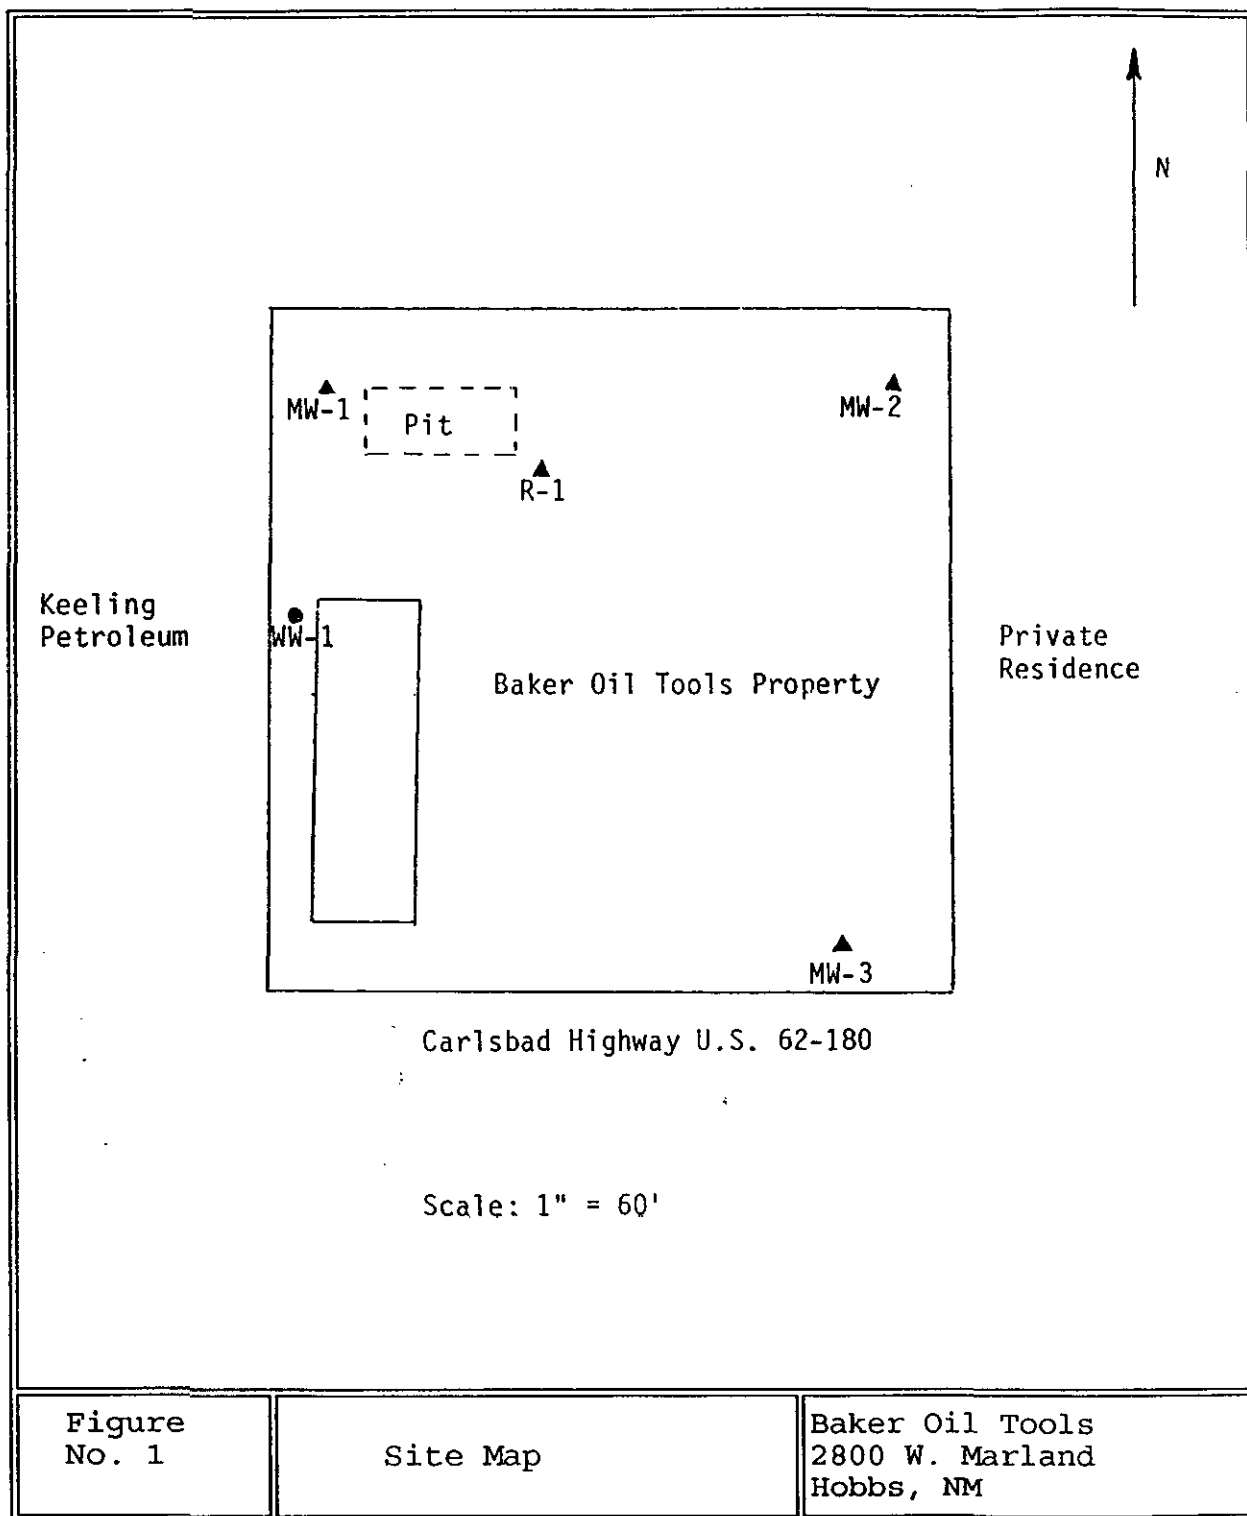 N
MW-1
Pit
MW-2
R-1
Keeling
Petroleum
WW-1
Private
Residence
Baker Oil Tools Property
MW-3
Carlsbad Highway U.S. 62-180
Scale: 1" = 60'
Figure
No. 1
Site Map
Baker Oil Tools
2800 W. Marland
Hobbs, NM